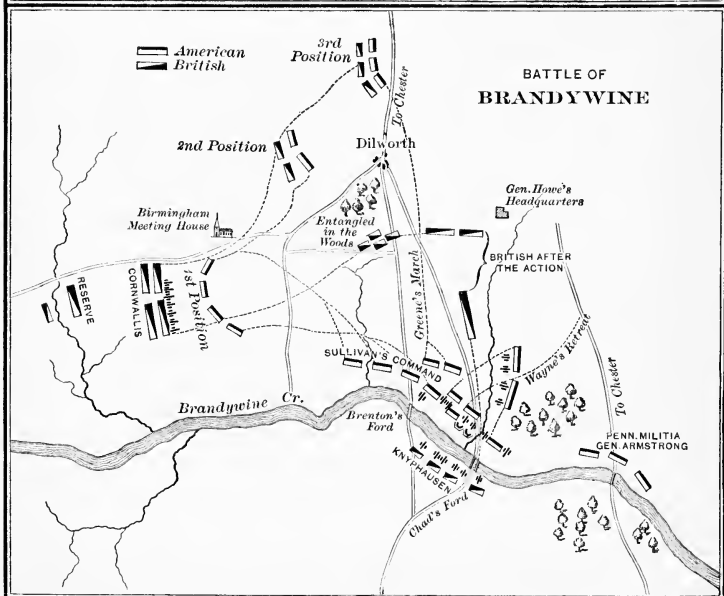 American
British
3rd
Position
To Chester
BATTLE OF
BRANDYWINE
2nd Position
Dilworth
Gen. Howe's
Headquarters
Birmingham
Meeting House
Entangled
in the
Woods
BRITISH AFTER
THE ACTION
RESERVE
CORNWALLIS
1st Position
Greene's March
SULLIVAN'S COMMAND
Wayne's Retreat
To Chester
Brandywine Cr.
Brenton's
Ford
KNYPHAUSEN
Chad's Ford
PENN. MILITIA
GEN. ARMSTRONG